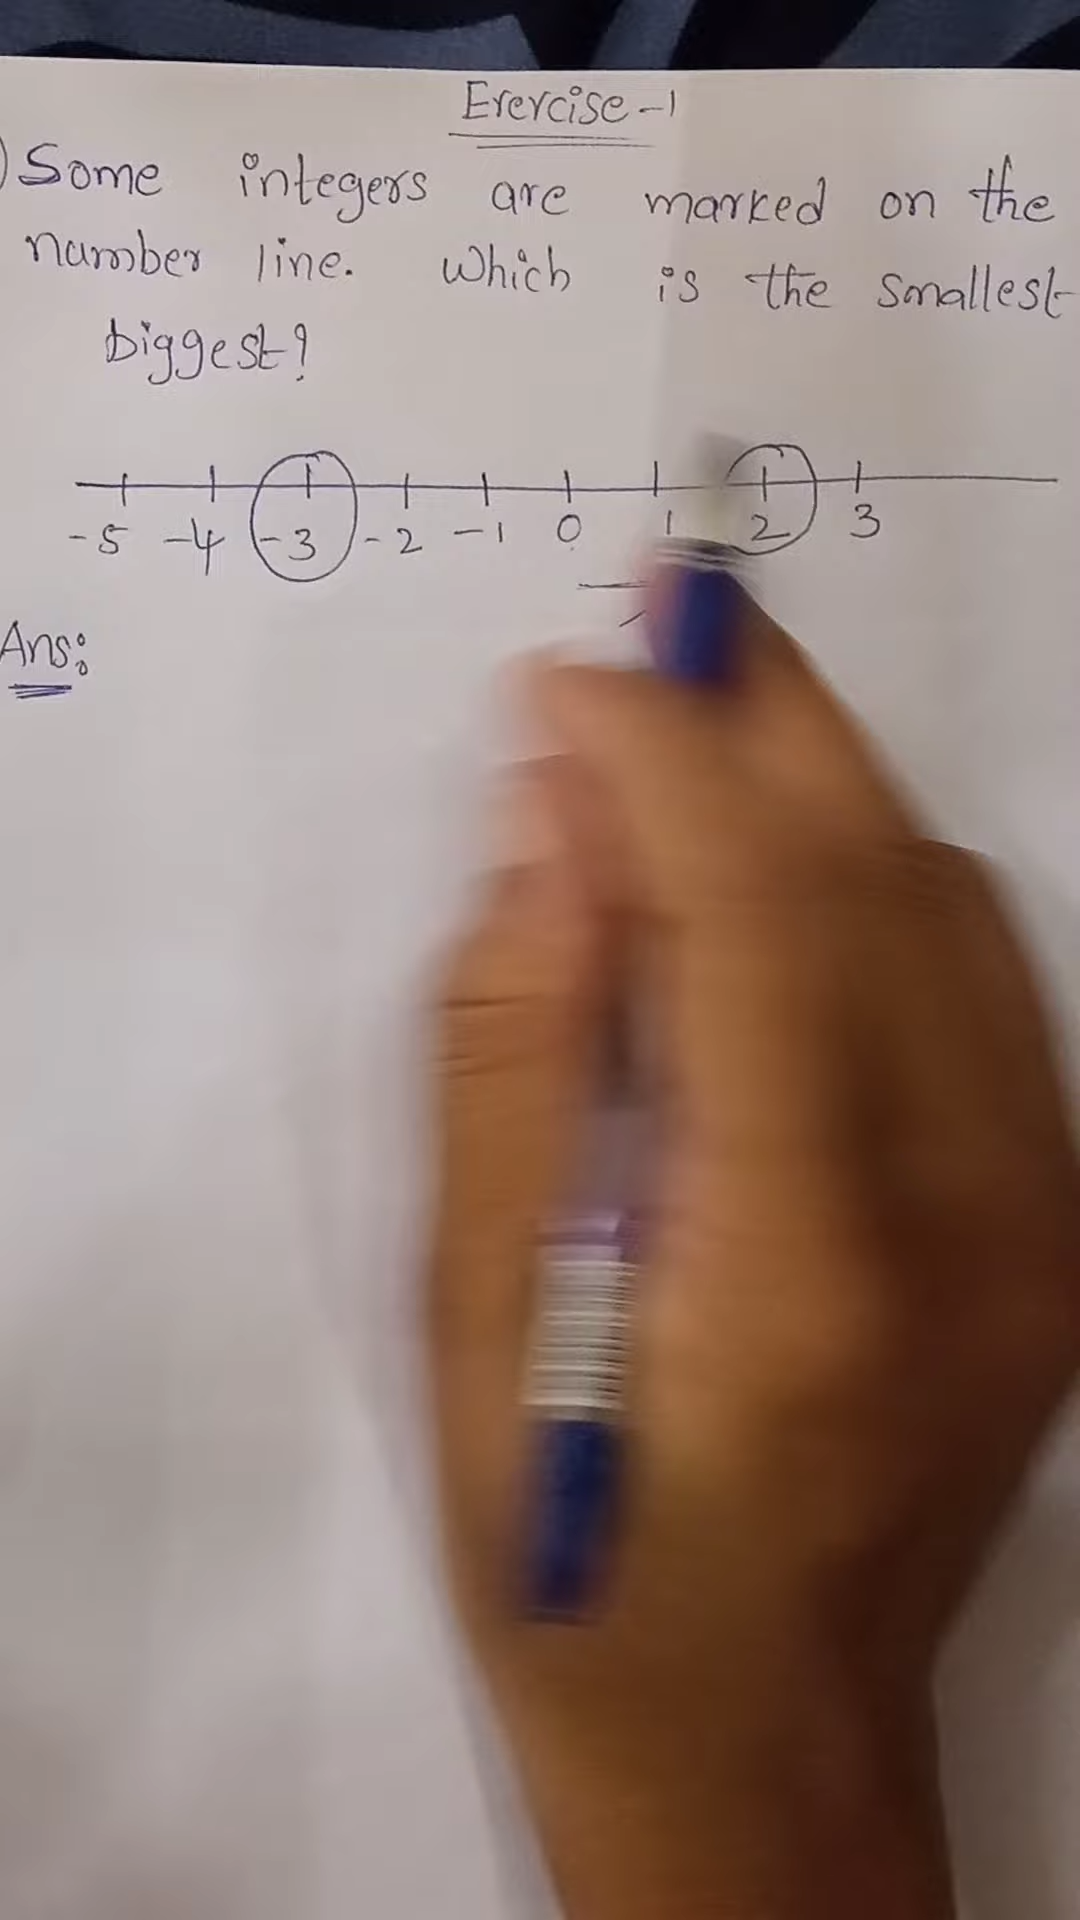 Exercise-1
) Some integers are marked on the
number line. Which is the smallest
biggest?
-5 -4 -3 -2 -1 0 1 2 3
Ans: